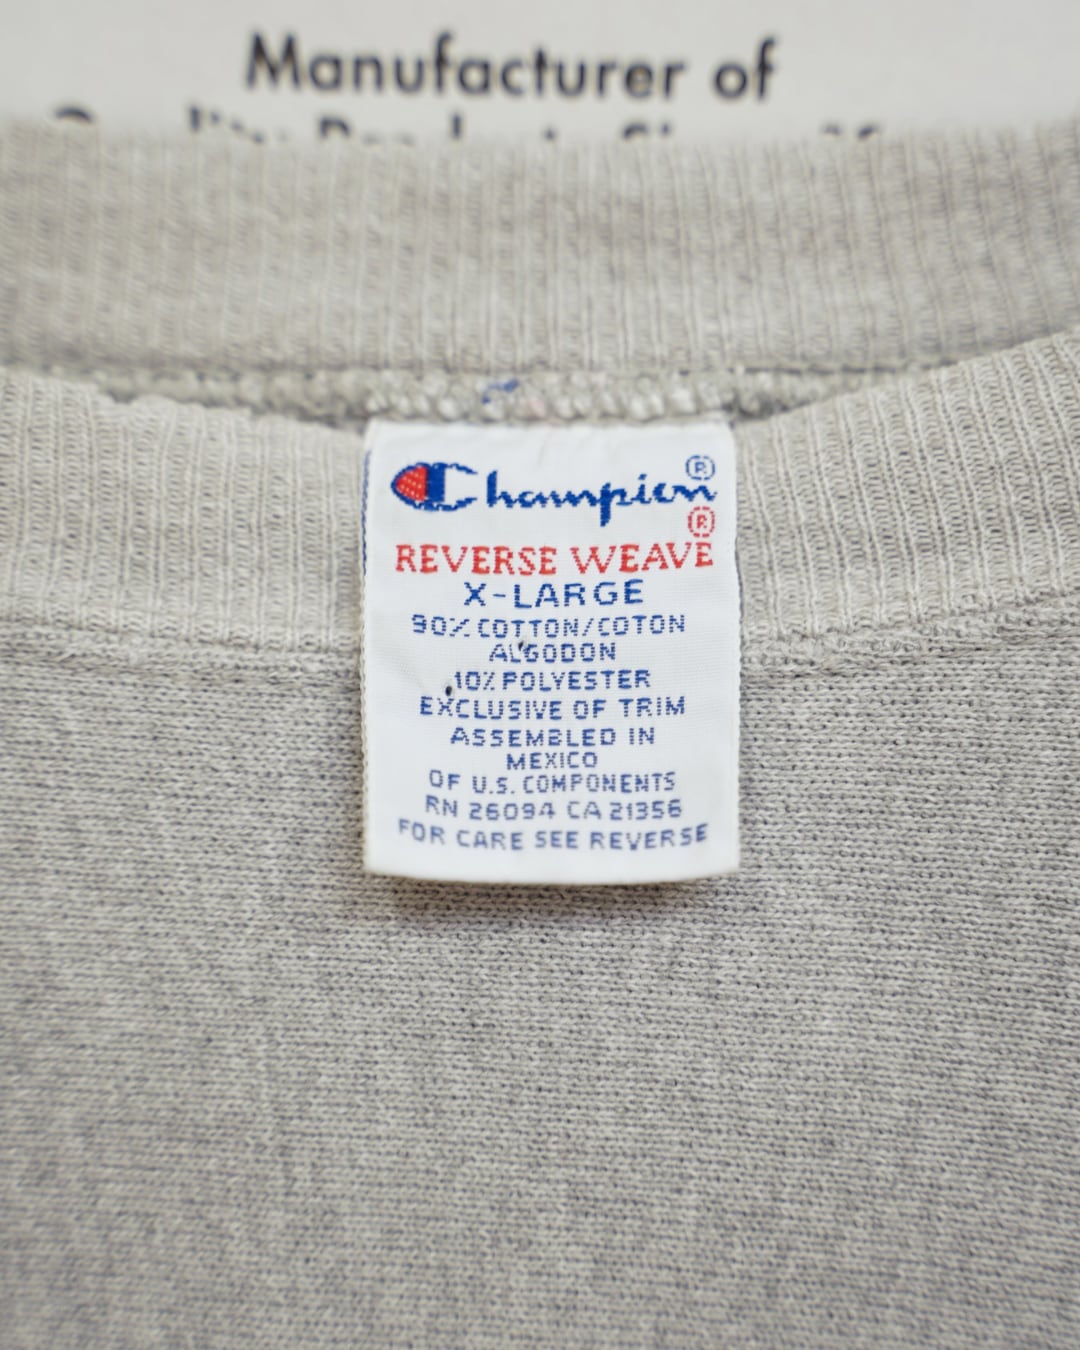 Manufacturer of
Champion®
REVERSE WEAVE®
X-LARGE
90% COTTON/COTON
ALGODON
10% POLYESTER
EXCLUSIVE OF TRIM
ASSEMBLED IN
MEXICO
OF U.S. COMPONENTS
RN 26094 CA 21356
FOR CARE SEE REVERSE